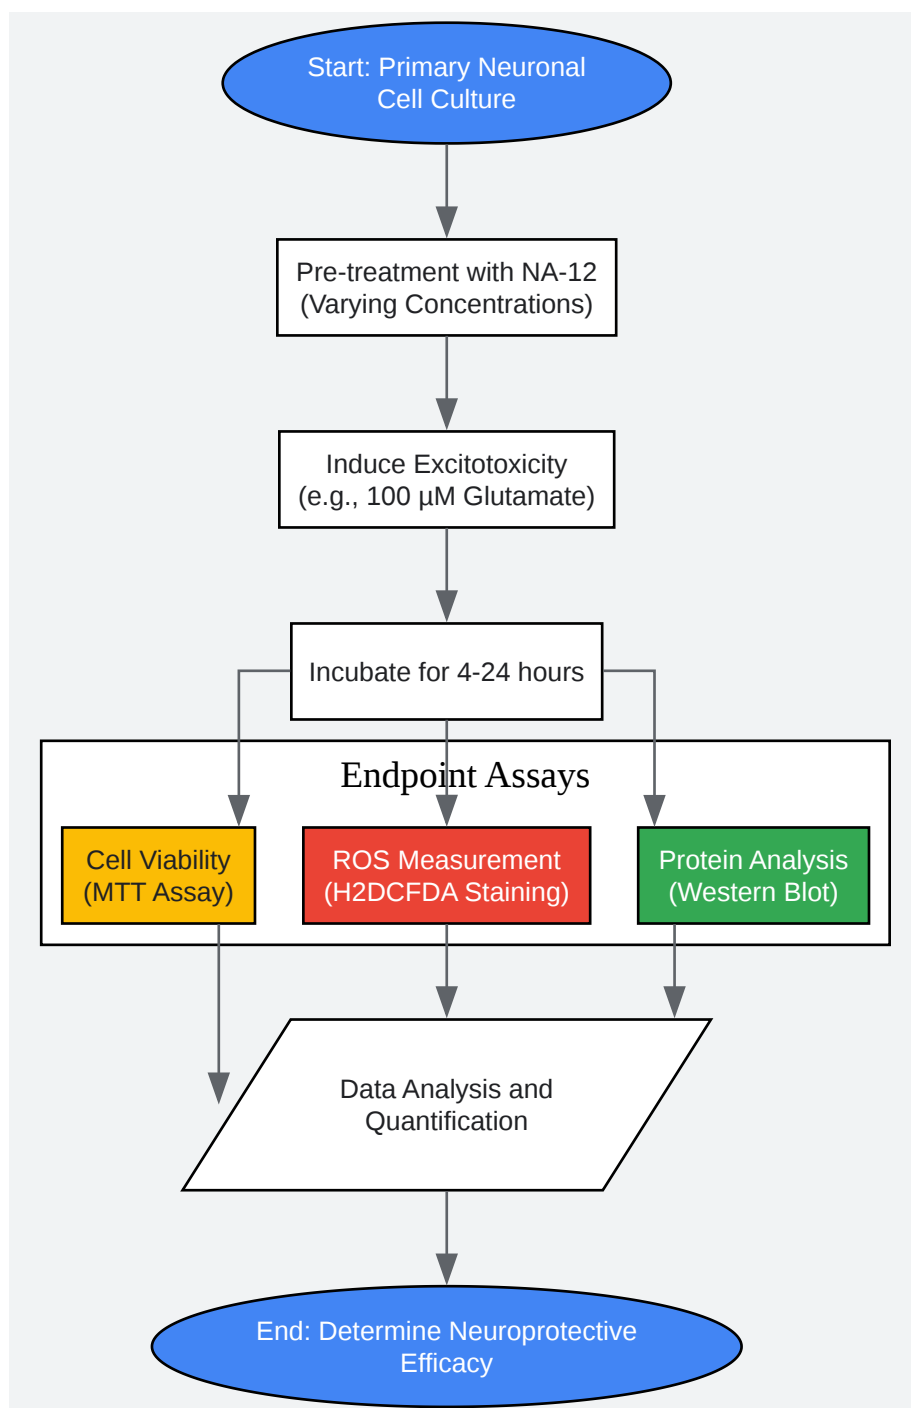 Start: Primary Neuronal
Cell Culture
Pre-treatment with NA-12
(Varying Concentrations)
Induce Excitotoxicity
(e.g., 100 µM Glutamate)
Incubate for 4-24 hours
Endpoint Assays
Cell Viability
(MTT Assay)
ROS Measurement
(H2DCFDA Staining)
Protein Analysis
(Western Blot)
Data Analysis and
Quantification
End: Determine Neuroprotective
Efficacy